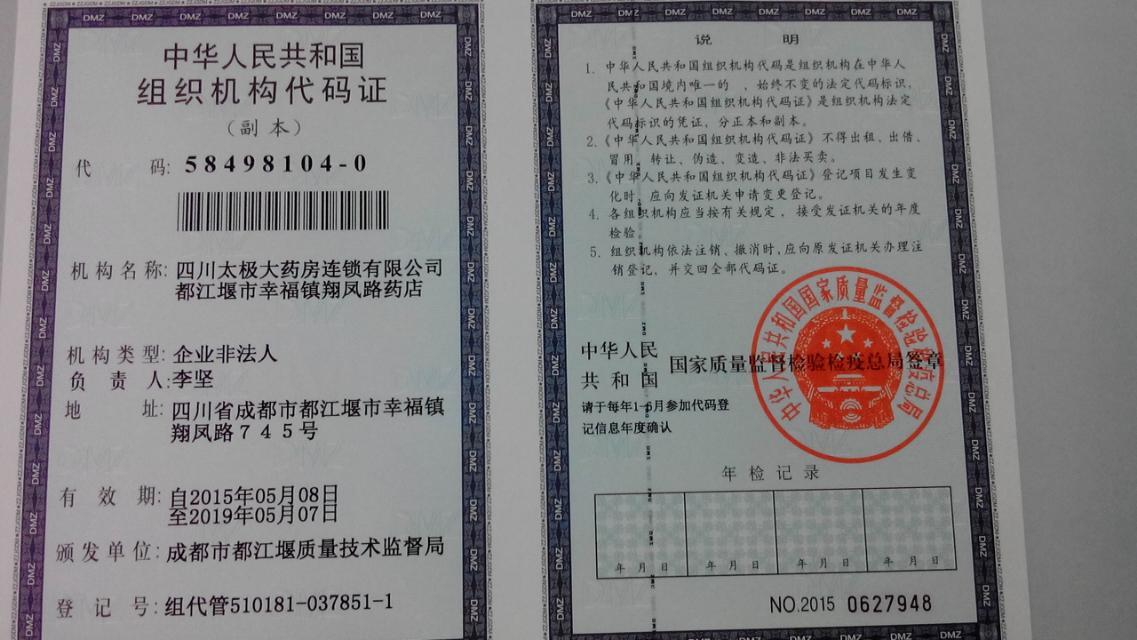 中华人民共和国
组织机构代码证
（副本）
代 码: 58498104-0
机构名称: 四川太极大药房连锁有限公司
都江堰市幸福镇翔凤路药店
机构类型: 企业非法人
负 责 人: 李坚
地 址: 四川省成都市都江堰市幸福镇
翔凤路７４５号
有 效 期: 自2015年05月08日
至2019年05月07日
颁发单位: 成都市都江堰质量技术监督局
登 记 号: 组代管510181-037851-1
说 明
1. 中华人民共和国组织机构代码是组织机构在中华人
民共和国境内唯一的、始终不变的法定代码标识，
《中华人民共和国组织机构代码证》是组织机构法定
代码标识的凭证，分正本和副本。
2.《中华人民共和国组织机构代码证》不得出租、出借、
冒用、转让、伪造、变造、非法买卖。
3.《中华人民共和国组织机构代码证》登记项目发生变
化时，应向发证机关申请变更登记。
4. 各组织机构应当按有关规定，接受发证机关的年度
检验。
5. 组织机构依法注销、撤消时，应向原发证机关办理注
销登记，并交回全部代码证。
中华人民
共和国 国家质量监督检验检疫总局签章
中华人民共和国国家质量监督检验检疫总局
请于每年1-6月参加代码登
记信息年度确认
年检记录
年 月 日 年 月 日 年 月 日 年 月 日
NO.2015 0627948